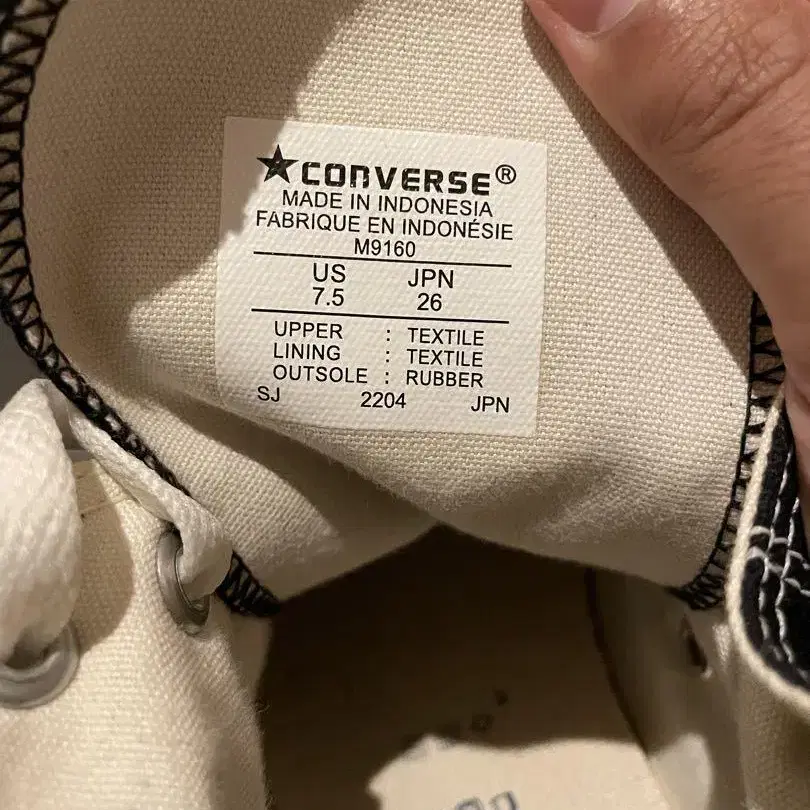 CONVERSE®
MADE IN INDONESIA
FABRIQUE EN INDONÉSIE
M9160
US JPN
7.5 26
UPPER : TEXTILE
LINING : TEXTILE
OUTSOLE : RUBBER
SJ 2204 JPN